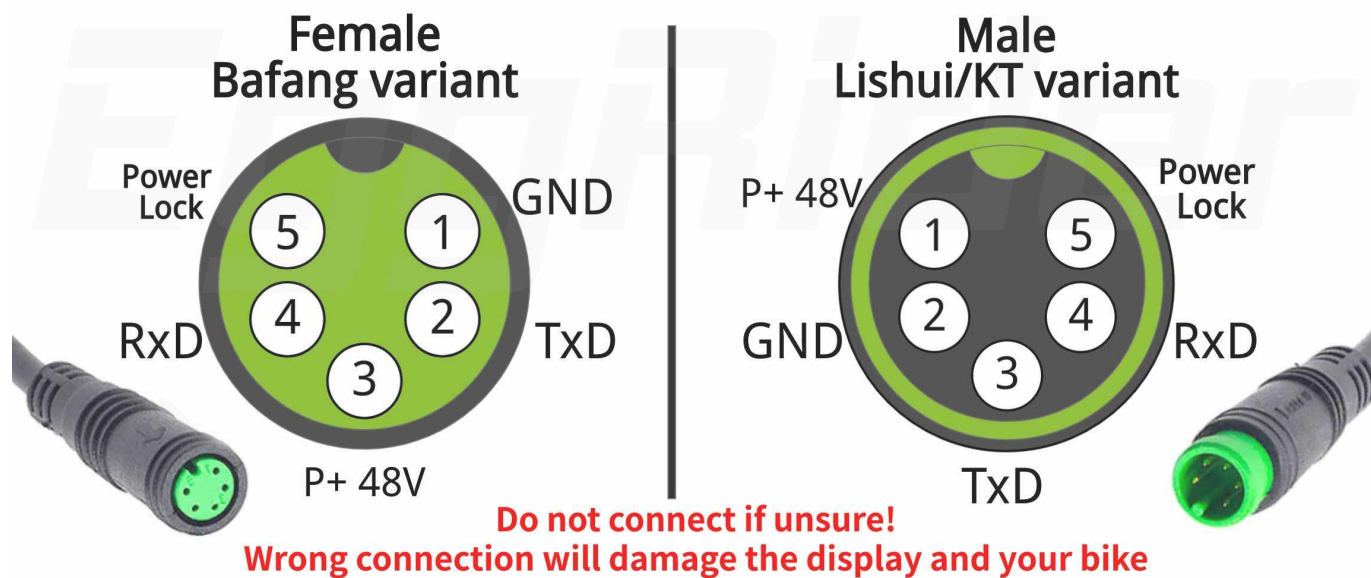 Female
Bafang variant
Power
Lock
GND
5
1
RxD
4
2
TxD
3
P+ 48V
Male
Lishui/KT variant
P+ 48V
Power
Lock
1
5
GND
2
4
RxD
3
TxD
Do not connect if unsure!
Wrong connection will damage the display and your bike
EggRider